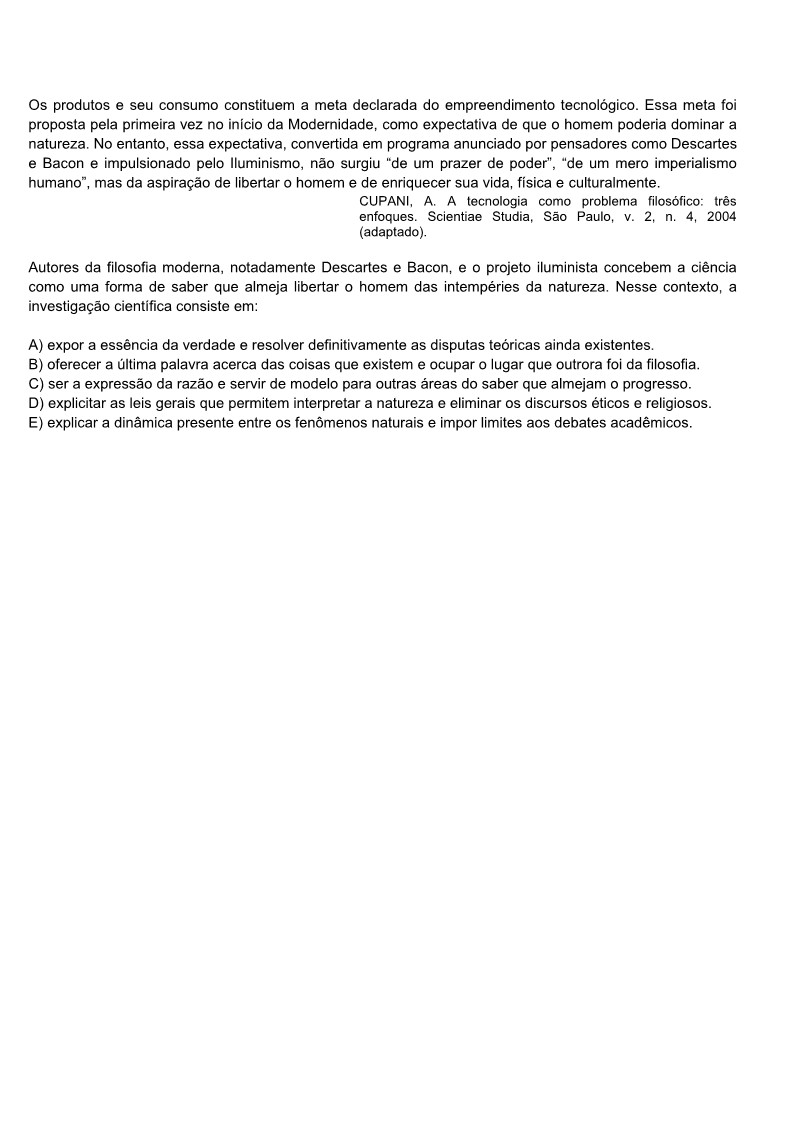 Os produtos e seu consumo constituem a meta declarada do empreendimento tecnológico. Essa meta foi
proposta pela primeira vez no início da Modernidade, como expectativa de que o homem poderia dominar a
natureza. No entanto, essa expectativa, convertida em programa anunciado por pensadores como Descartes
e Bacon e impulsionado pelo Iluminismo, não surgiu “de um prazer de poder”, “de um mero imperialismo
humano”, mas da aspiração de libertar o homem e de enriquecer sua vida, física e culturalmente.
CUPANI, A. A tecnologia como problema filosófico: três
enfoques. Scientiae Studia, São Paulo, v. 2, n. 4, 2004
(adaptado).
Autores da filosofia moderna, notadamente Descartes e Bacon, e o projeto iluminista concebem a ciência
como uma forma de saber que almeja libertar o homem das intempéries da natureza. Nesse contexto, a
investigação científica consiste em:
A) expor a essência da verdade e resolver definitivamente as disputas teóricas ainda existentes.
B) oferecer a última palavra acerca das coisas que existem e ocupar o lugar que outrora foi da filosofia.
C) ser a expressão da razão e servir de modelo para outras áreas do saber que almejam o progresso.
D) explicitar as leis gerais que permitem interpretar a natureza e eliminar os discursos éticos e religiosos.
E) explicar a dinâmica presente entre os fenômenos naturais e impor limites aos debates acadêmicos.